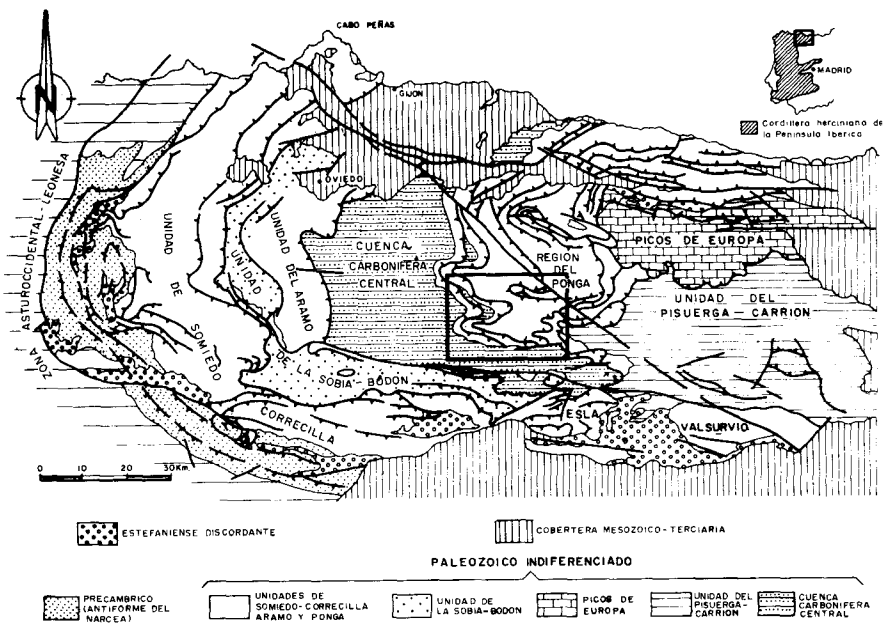 CABO PEÑAS
GIJON
N
MADRID
Cordillera herciniana de
la Peninsula Iberica
OVIEDO
ZONA ASTUROCCIDENTAL-LEONESA
UNIDAD DE SOMIEDO
UNIDAD
UNIDAD DEL ARAMO
CUENCA
CARBONIFERA
CENTRAL
REGION
DEL
PONGA
PICOS DE EUROPA
UNIDAD DEL
PISUERGA-CARRION
DE LA SOBIA-BODON
CORRECILLA
ESLA
VALSURVIO
0 10 20 30 Km.
ESTEFANIENSE DISCORDANTE
COBERTERA MESOZOICO-TERCIARIA
PALEOZOICO INDIFERENCIADO
PRECAMBRICO
(ANTIFORME DEL
NARCEA)
UNIDADES DE
SOMIEDO-CORRECILLA
ARAMO Y PONGA
UNIDAD DE
LA SOBIA-BODON
PICOS DE
EUROPA
UNIDAD DEL
PISUERGA-
CARRION
CUENCA
CARBONIFERA
CENTRAL